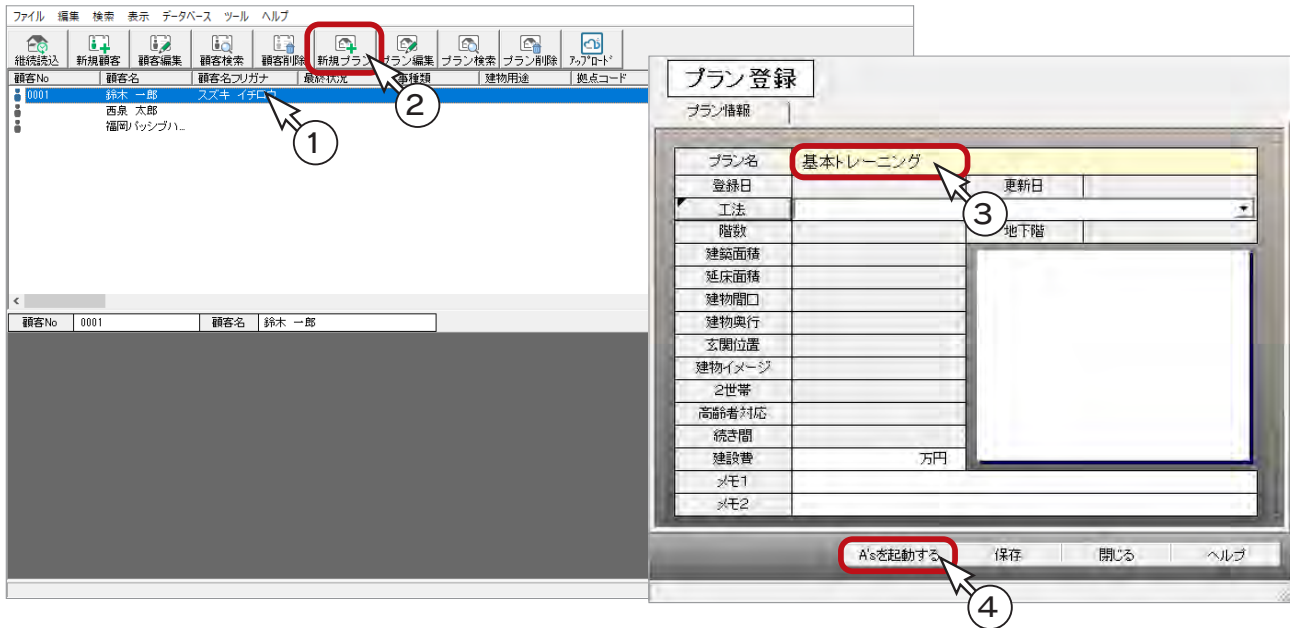 ファイル 編集 検索 表示 データベース ツール ヘルプ
継続読込 新規顧客 顧客編集 顧客検索 顧客削除 新規プラン プラン編集 プラン検索 プラン削除 アップロード
顧客No 顧客名 顧客名フリガナ 最終状況 事種類 建物用途 拠点コード
0001 鈴木 一郎 スズキ イチロウ
西泉 太郎
福岡パッシブハ...
①
②
顧客No 0001 顧客名 鈴木 一郎
プラン登録
プラン情報
プラン名 基本トレーニング
登録日 更新日
③
工法
階数 地下階
建築面積
延床面積
建物間口
建物奥行
玄関位置
建物イメージ
2世帯
高齢者対応
続き間
建設費 万円
メモ1
メモ2
A'sを起動する 保存 閉じる ヘルプ
④